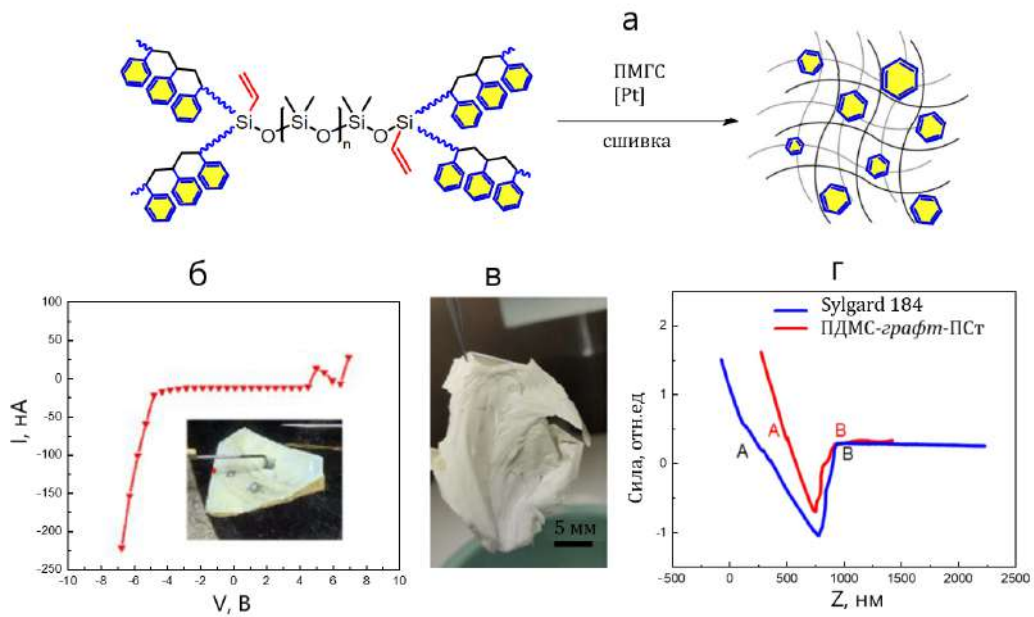 а
ПМГС
[Pt]
сшивка
Si
O
Si
O
Si
n
O
Si
б
в
г
100
50
0
-50
-100
-150
-200
-250
I, нА
-10
-8
-6
-4
-2
0
2
4
6
8
10
V, В
5 мм
Sylgard 184
ПДМС-графт-ПСт
2
1
0
-1
Сила, отн.ед
A
A
B
B
-500
0
500
1000
1500
2000
2500
Z, нм